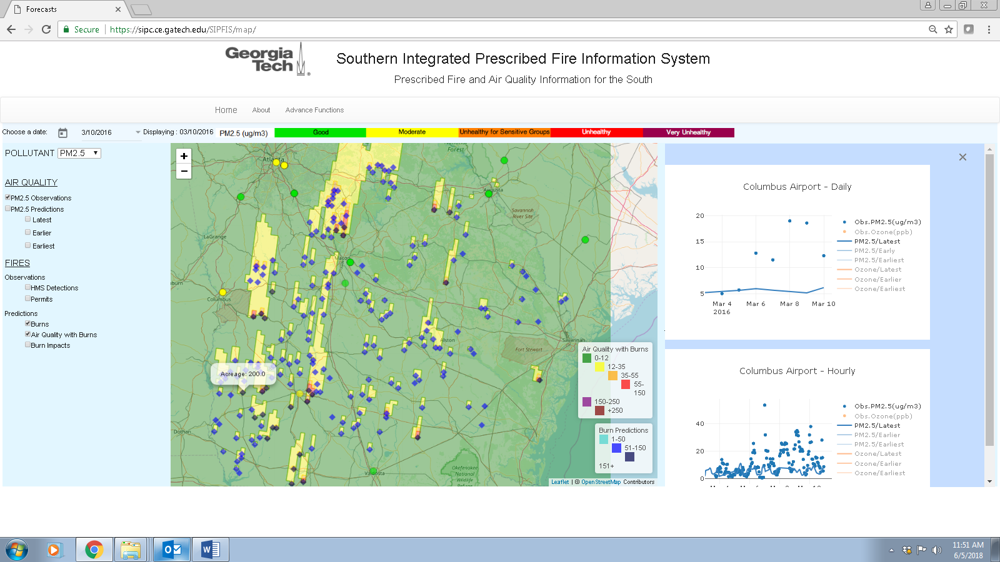 Forecasts
Secure
https://sipc.ce.gatech.edu/SIPFIS/map/
Georgia
Tech
Southern Integrated Prescribed Fire Information System
Prescribed Fire and Air Quality Information for the South
Home About Advance Functions
Choose a date: 3/10/2016 Displaying : 03/10/2016 PM2.5 (ug/m3) Good Moderate Unhealthy for Sensitive Groups Unhealthy Very Unhealthy
POLLUTANT PM2.5
AIR QUALITY
PM2.5 Observations
PM2.5 Predictions
Latest
Earlier
Earliest
FIRES
Observations
HMS Detections
Permits
Predictions
Burns
Air Quality with Burns
Burn Impacts
+
−
National
Forest
Atlanta
Augusta
Savannah
River Site
LaGrange
Macon
burn
Columbus
Alston
Savannah
Fort Stewart
Acreage: 200.0
Dothan
Valdosta
Okefenokee
National
Wildlife
Refuge
Air Quality with Burns
0-12
12-35
35-55
55-
150
150-250
+250
Burn Predictions
1-50
51-150
151+
Leaflet | © OpenStreetMap Contributors
Columbus Airport - Daily
20
15
10
5
Mar 4 Mar 6 Mar 8 Mar 10
2016
Obs.PM2.5(ug/m3)
Obs.Ozone(ppb)
PM2.5/Latest
PM2.5/Early
PM2.5/Earliest
Ozone/Latest
Ozone/Earlier
Ozone/Earliest
Columbus Airport - Hourly
40
20
0
Obs.PM2.5(ug/m3)
Obs.Ozone(ppb)
PM2.5/Latest
PM2.5/Earlier
PM2.5/Earliest
Ozone/Latest
Ozone/Earlier
Ozone/Earliest
11:51 AM
6/5/2018